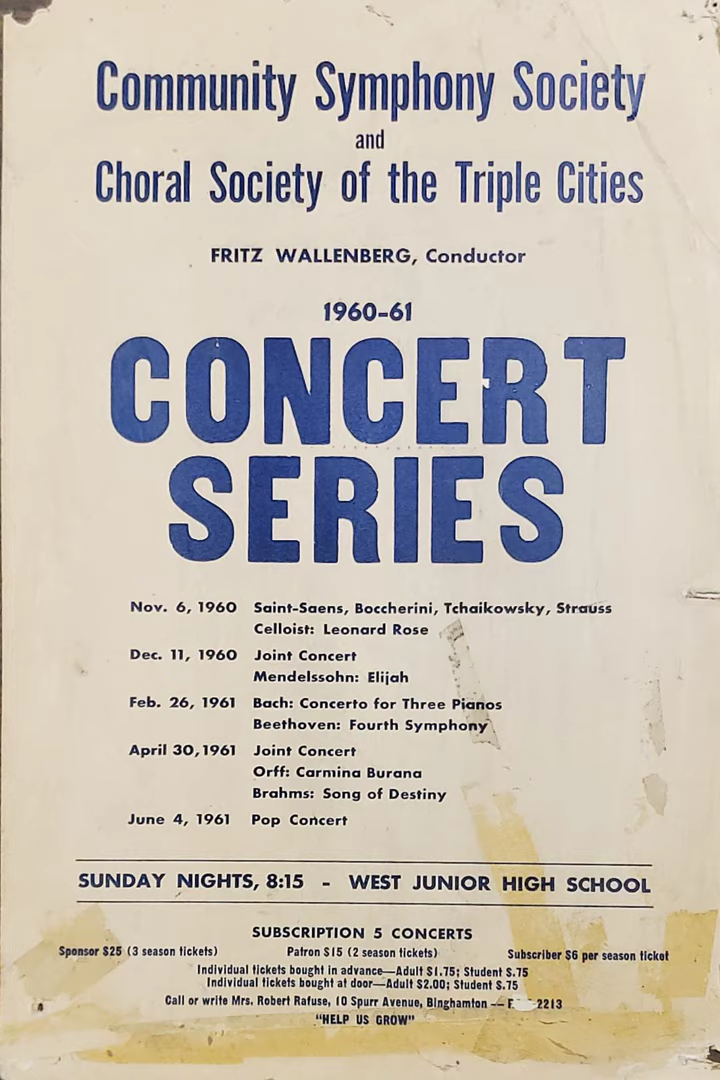 Community Symphony Society
and
Choral Society of the Triple Cities
FRITZ WALLENBERG, Conductor
1960-61
CONCERT
SERIES
Nov. 6, 1960 Saint-Saens, Boccherini, Tchaikowsky, Strauss
Celloist: Leonard Rose
Dec. 11, 1960 Joint Concert
Mendelssohn: Elijah
Feb. 26, 1961 Bach: Concerto for Three Pianos
Beethoven: Fourth Symphony
April 30, 1961 Joint Concert
Orff: Carmina Burana
Brahms: Song of Destiny
June 4, 1961 Pop Concert
SUNDAY NIGHTS, 8:15 - WEST JUNIOR HIGH SCHOOL
SUBSCRIPTION 5 CONCERTS
Sponsor $25 (3 season tickets) Patron $15 (2 season tickets) Subscriber $6 per season ticket
Individual tickets bought in advance—Adult $1.75; Student $.75
Individual tickets bought at door—Adult $2.00; Student $.75
Call or write Mrs. Robert Rafuse, 10 Spurr Avenue, Binghamton — 2213
"HELP US GROW"